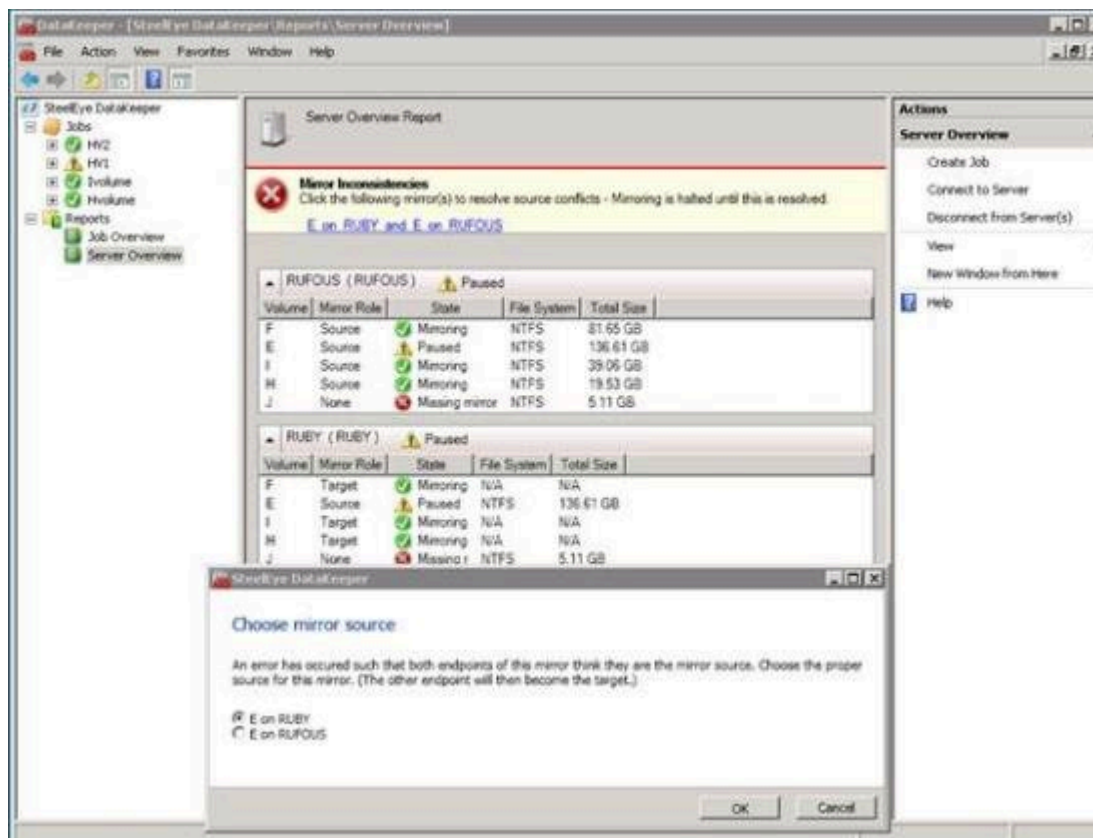 DataKeeper - [SteelEye DataKeeper\Reports\Server Overview]
File Action View Favorites Window Help
SteelEye DataKeeper
Jobs
HV2
HV1
Ivolume
Hvolume
Reports
Job Overview
Server Overview
Server Overview Report
Mirror Inconsistencies
Click the following mirror(s) to resolve source conflicts - Mirroring is halted until this is resolved.
E on RUBY and E on RUFOUS
RUFOUS (RUFOUS) Paused
Volume Mirror Role State File System Total Size
F Source Mirroring NTFS 81.65 GB
E Source Paused NTFS 136.61 GB
I Source Mirroring NTFS 39.06 GB
H Source Mirroring NTFS 19.53 GB
J None Missing mirror NTFS 5.11 GB
RUBY (RUBY) Paused
Volume Mirror Role State File System Total Size
F Target Mirroring N/A N/A
E Source Paused NTFS 136.61 GB
I Target Mirroring N/A N/A
H Target Mirroring N/A N/A
J None Missing r NTFS 5.11 GB
Actions
Server Overview
Create Job
Connect to Server
Disconnect from Server(s)
View
New Window from Here
Help
SteelEye DataKeeper
Choose mirror source
An error has occured such that both endpoints of this mirror think they are the mirror source. Choose the proper
source for this mirror. (The other endpoint will then become the target.)
E on RUBY
E on RUFOUS
OK Cancel